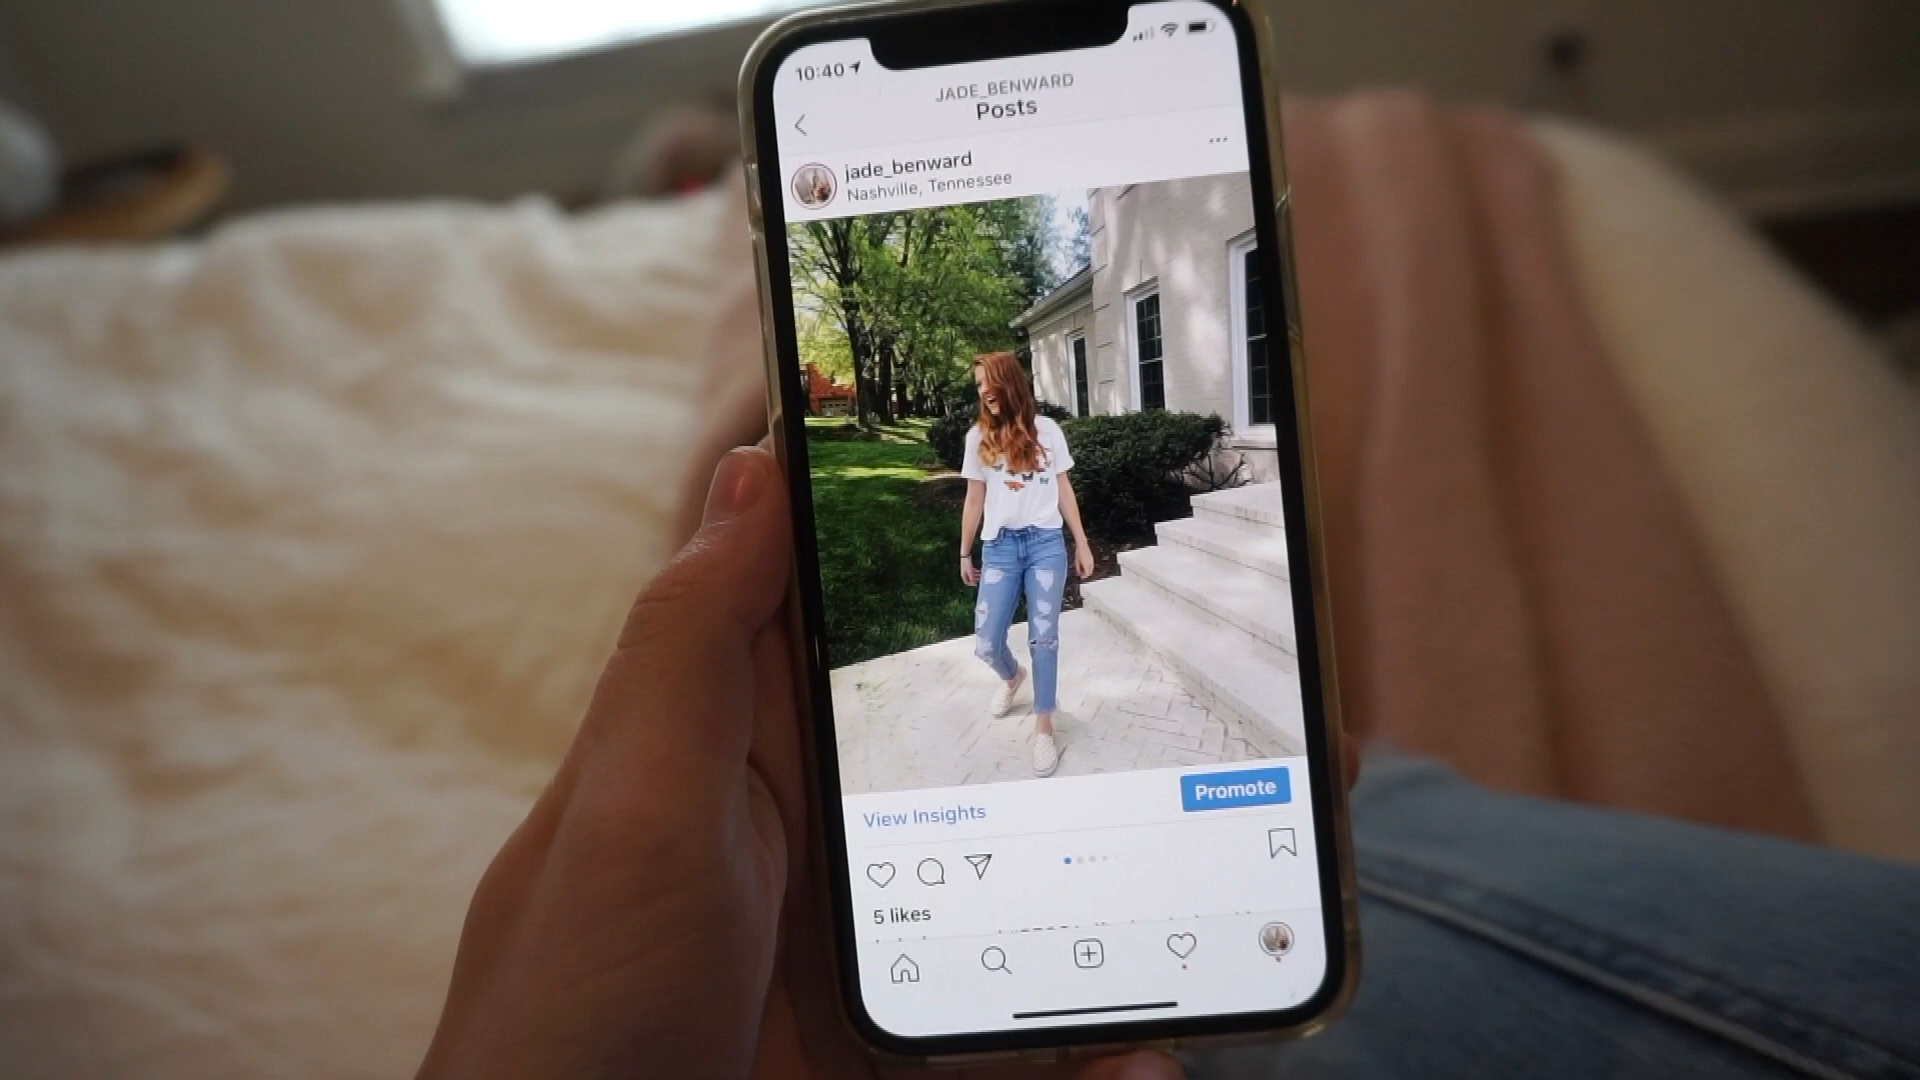 10:40
JADE_BENWARD
Posts
jade_benward
Nashville, Tennessee
View Insights
Promote
5 likes